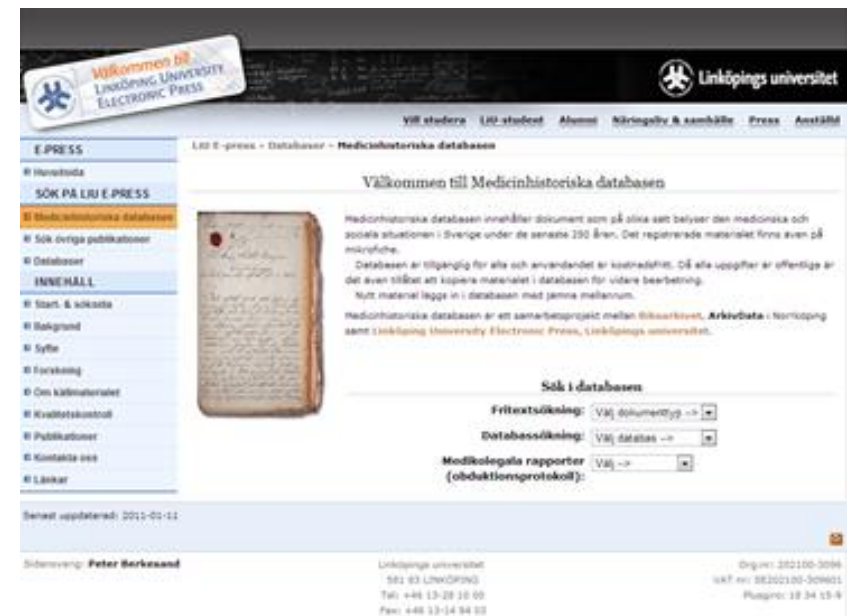 Välkommen till
LINKÖPING UNIVERSITY
ELECTRONIC PRESS
Linköpings universitet
Vill studera LiU-student Alumni Näringsliv & samhälle Press Anställd
E-PRESS
Huvudsida
SÖK PÅ LIU E-PRESS
Medicinhistoriska databasen
Sök övriga publikationer
Databaser
INNEHÅLL
Start- & söksida
Bakgrund
Syfte
Forskning
Om källmaterialet
Kvalitetskontroll
Publikationer
Kontakta oss
Länkar
LiU E-press - Databaser - Medicinhistoriska databasen
Välkommen till Medicinhistoriska databasen
Medicinhistoriska databasen innehåller dokument som på olika sätt belyser den medicinska och
sociala situationen i Sverige under de senaste 250 åren. Det registrerade materialet finns även på
mikrofiche.
Databasen är tillgänglig för alla och användandet är kostnadsfritt. Då alla uppgifter är offentliga är
det även tillåtet att kopiera materialet i databasen för vidare bearbetning.
Nytt material läggs in i databasen med jämna mellanrum.
Medicinhistoriska databasen är ett samarbetsprojekt mellan Riksarkivet, ArkivData i Norrköping
samt Linköping University Electronic Press, Linköpings universitet.
Sök i databasen
Fritextsökning: Välj dokumenttyp -->
Databassökning: Välj databas -->
Medikolegala rapporter Välj -->
(obduktionsprotokoll):
Senast uppdaterad: 2011-01-11
Sidansvarig: Peter Berkesand
Linköpings universitet
581 83 LINKÖPING
Tel: +46 13-28 10 00
Fax: +46 13-14 94 03
Org.nr: 202100-3096
VAT nr: SE202100-309601
Plusgiro: 18 34 15-9